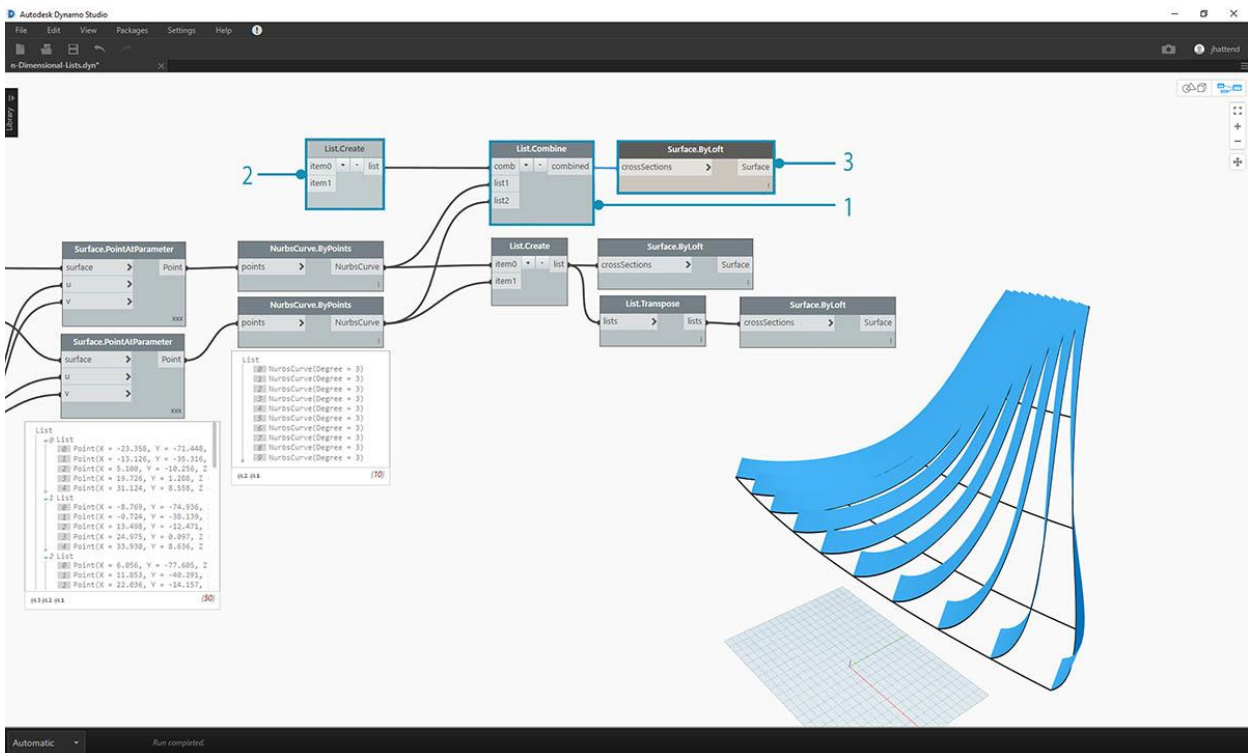 Autodesk Dynamo Studio
File Edit View Packages Settings Help
jhattend
n-Dimensional-Lists.dyn*
Library
List.Create
item0 + - list
item1
2
List.Combine
comb + - combined
list1
list2
1
Surface.ByLoft
crossSections > Surface
3
Surface.PointAtParameter
surface > Point
u >
v >
xxx
NurbsCurve.ByPoints
points > NurbsCurve
List.Create
item0 + - list
item1
Surface.ByLoft
crossSections > Surface
NurbsCurve.ByPoints
points > NurbsCurve
List.Transpose
lists > lists
Surface.ByLoft
crossSections > Surface
Surface.PointAtParameter
surface > Point
u >
v >
xxx
List
0 NurbsCurve(Degree = 3)
1 NurbsCurve(Degree = 3)
2 NurbsCurve(Degree = 3)
3 NurbsCurve(Degree = 3)
4 NurbsCurve(Degree = 3)
5 NurbsCurve(Degree = 3)
6 NurbsCurve(Degree = 3)
7 NurbsCurve(Degree = 3)
8 NurbsCurve(Degree = 3)
9 NurbsCurve(Degree = 3)
@L2 @L1 (10)
List
0 List
0 Point(X = -23.358, Y = -71.448,
1 Point(X = -13.126, Y = -35.316,
2 Point(X = 5.180, Y = -10.256, Z
3 Point(X = 19.726, Y = 1.288, Z
4 Point(X = 31.124, Y = 8.558, Z
1 List
0 Point(X = -8.769, Y = -74.936,
1 Point(X = -0.724, Y = -38.139,
2 Point(X = 13.498, Y = -12.471,
3 Point(X = 24.975, Y = 0.097, Z
4 Point(X = 33.930, Y = 8.636, Z
2 List
0 Point(X = 6.056, Y = -77.605, Z
1 Point(X = 11.853, Y = -40.291,
2 Point(X = 22.036, Y = -14.157,
@L3 @L2 @L1 (50)
Automatic Run completed.